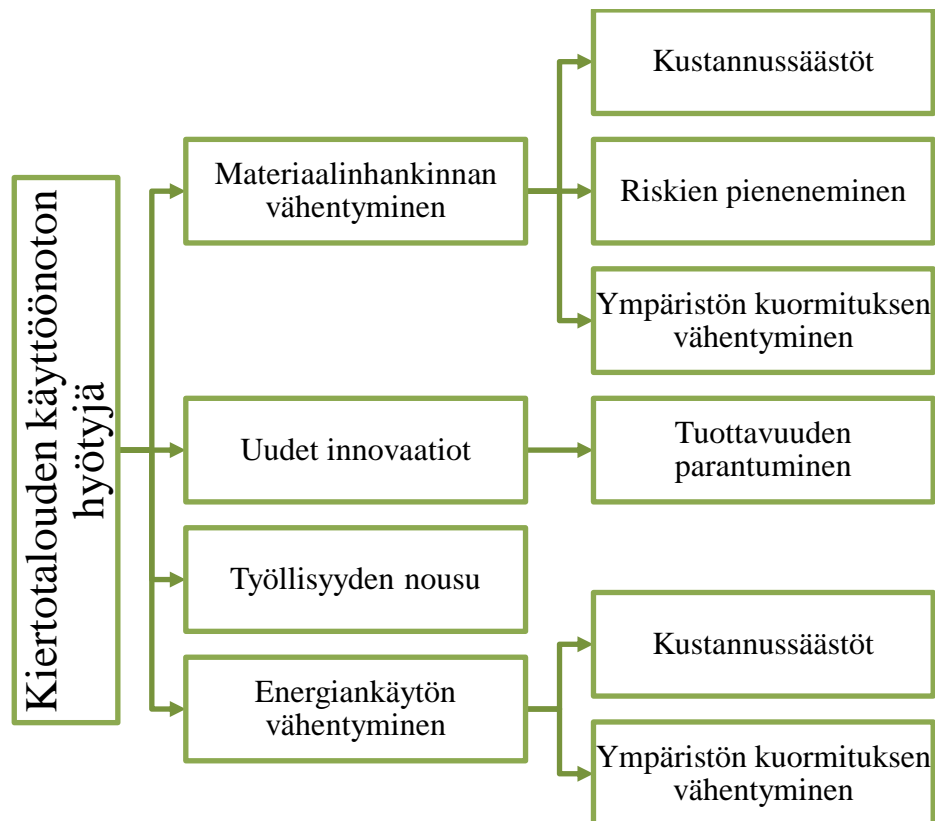 Kiertotalouden käyttöönoton
hyötyjä
Materiaalinhankinnan
vähentyminen
Kustannussäästöt
Riskien pieneneminen
Ympäristön kuormituksen
vähentyminen
Uudet innovaatiot
Tuottavuuden
parantuminen
Työllisyyden nousu
Energiankäytön
vähentyminen
Kustannussäästöt
Ympäristön kuormituksen
vähentyminen